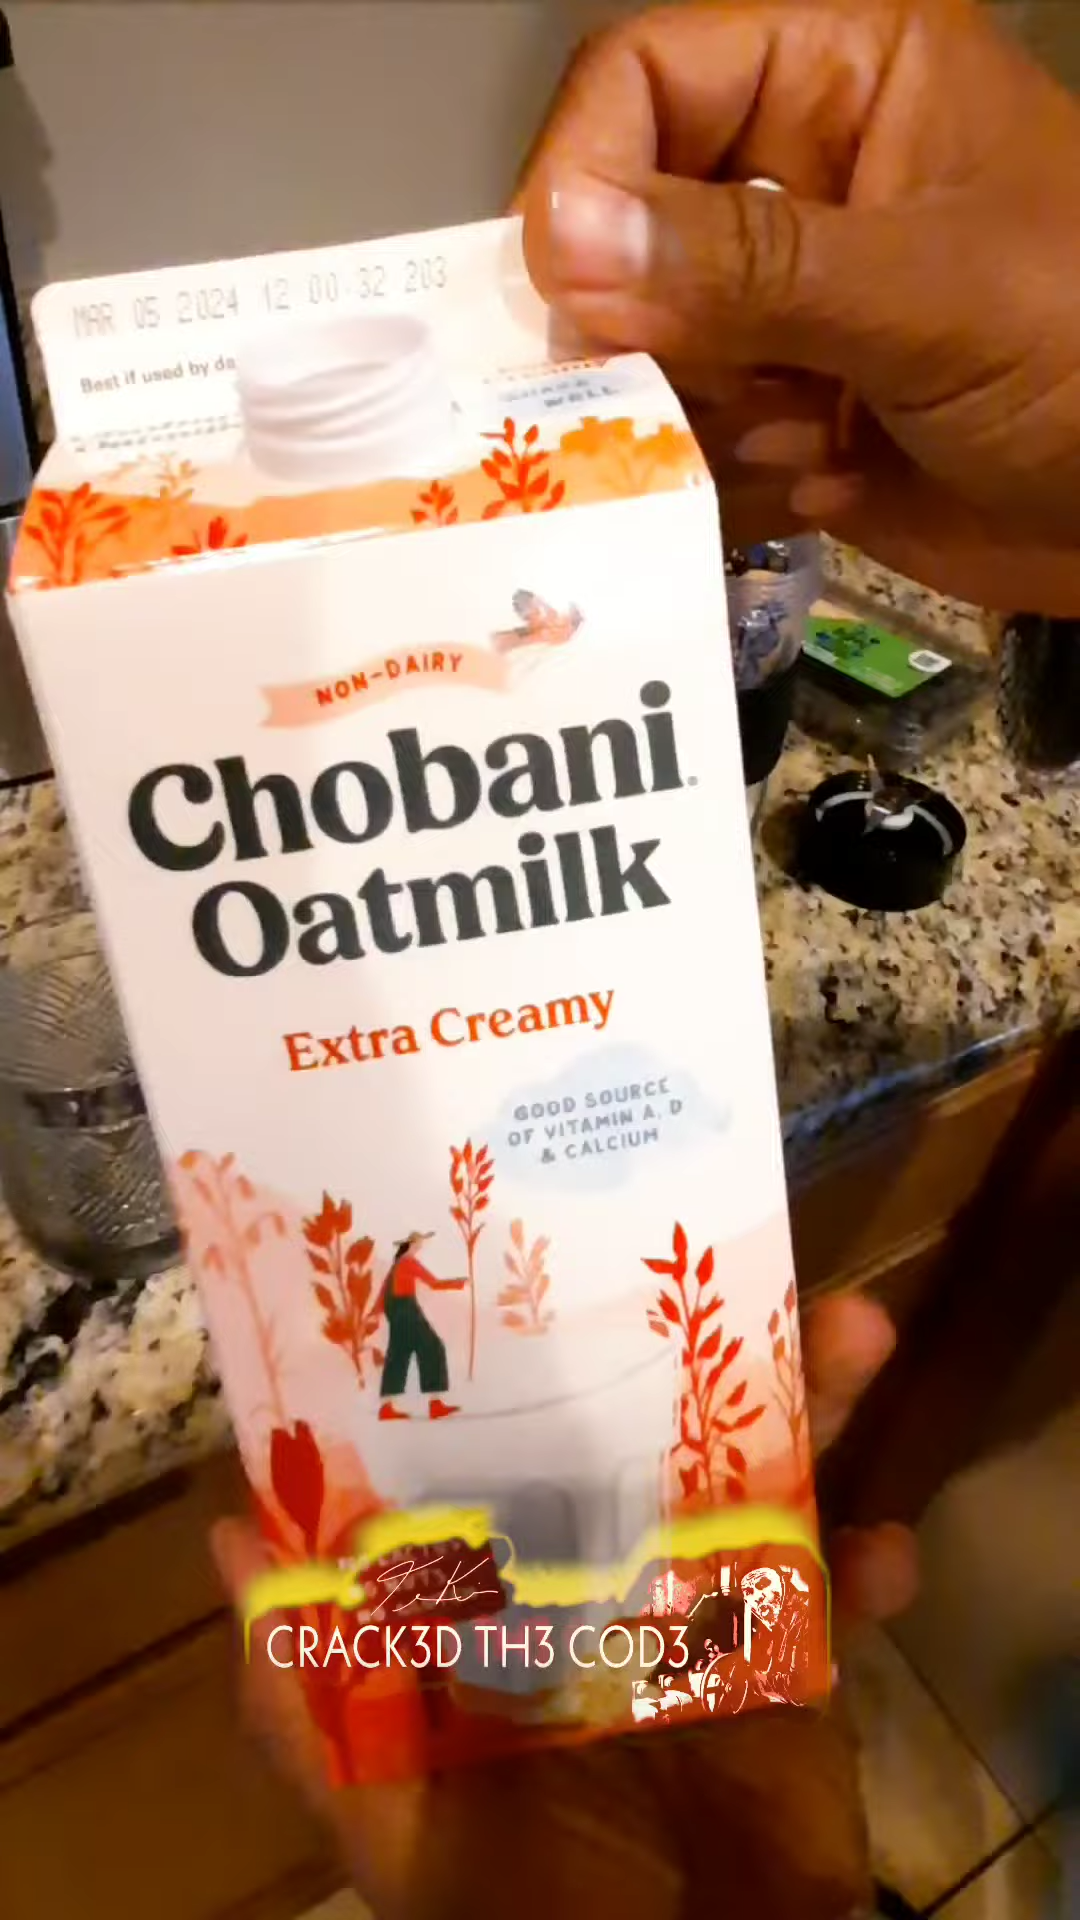 MAR 05 2024 12 00:32 203
Best if used by da
WELL
NON-DAIRY
Chobani
Oatmilk
Extra Creamy
GOOD SOURCE
OF VITAMIN A, D
& CALCIUM
CRACK3D TH3 COD3